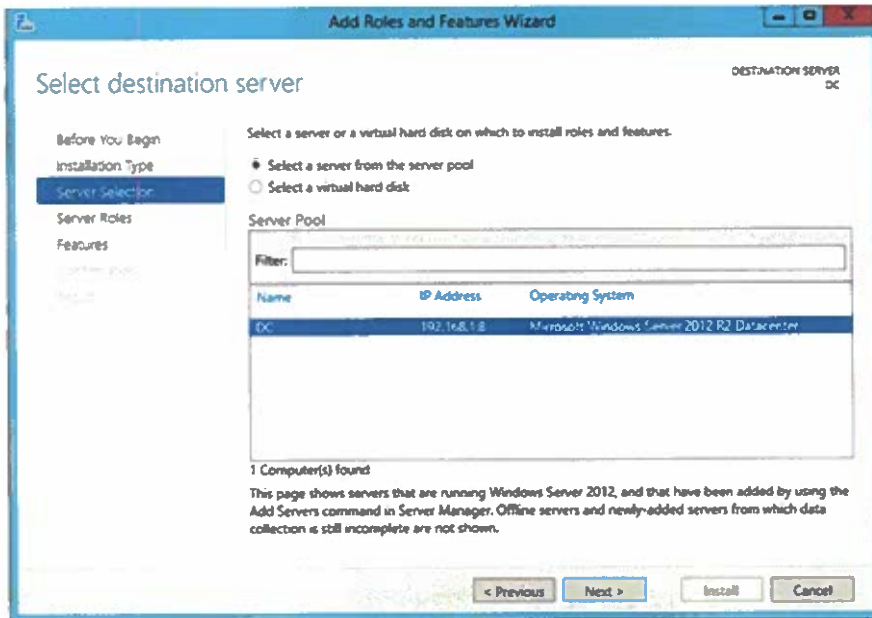 Add Roles and Features Wizard
Select destination server
DESTINATION SERVER
DC
Before You Begin
Installation Type
Server Selection
Server Roles
Features
Select a server or a virtual hard disk on which to install roles and features.
Select a server from the server pool
Select a virtual hard disk
Server Pool
Filter:
Name IP Address Operating System
DC 192.168.1.8 Microsoft Windows Server 2012 R2 Datacenter
1 Computer(s) found
This page shows servers that are running Windows Server 2012, and that have been added by using the
Add Servers command in Server Manager. Offline servers and newly-added servers from which data
collection is still incomplete are not shown.
< Previous Next > Install Cancel